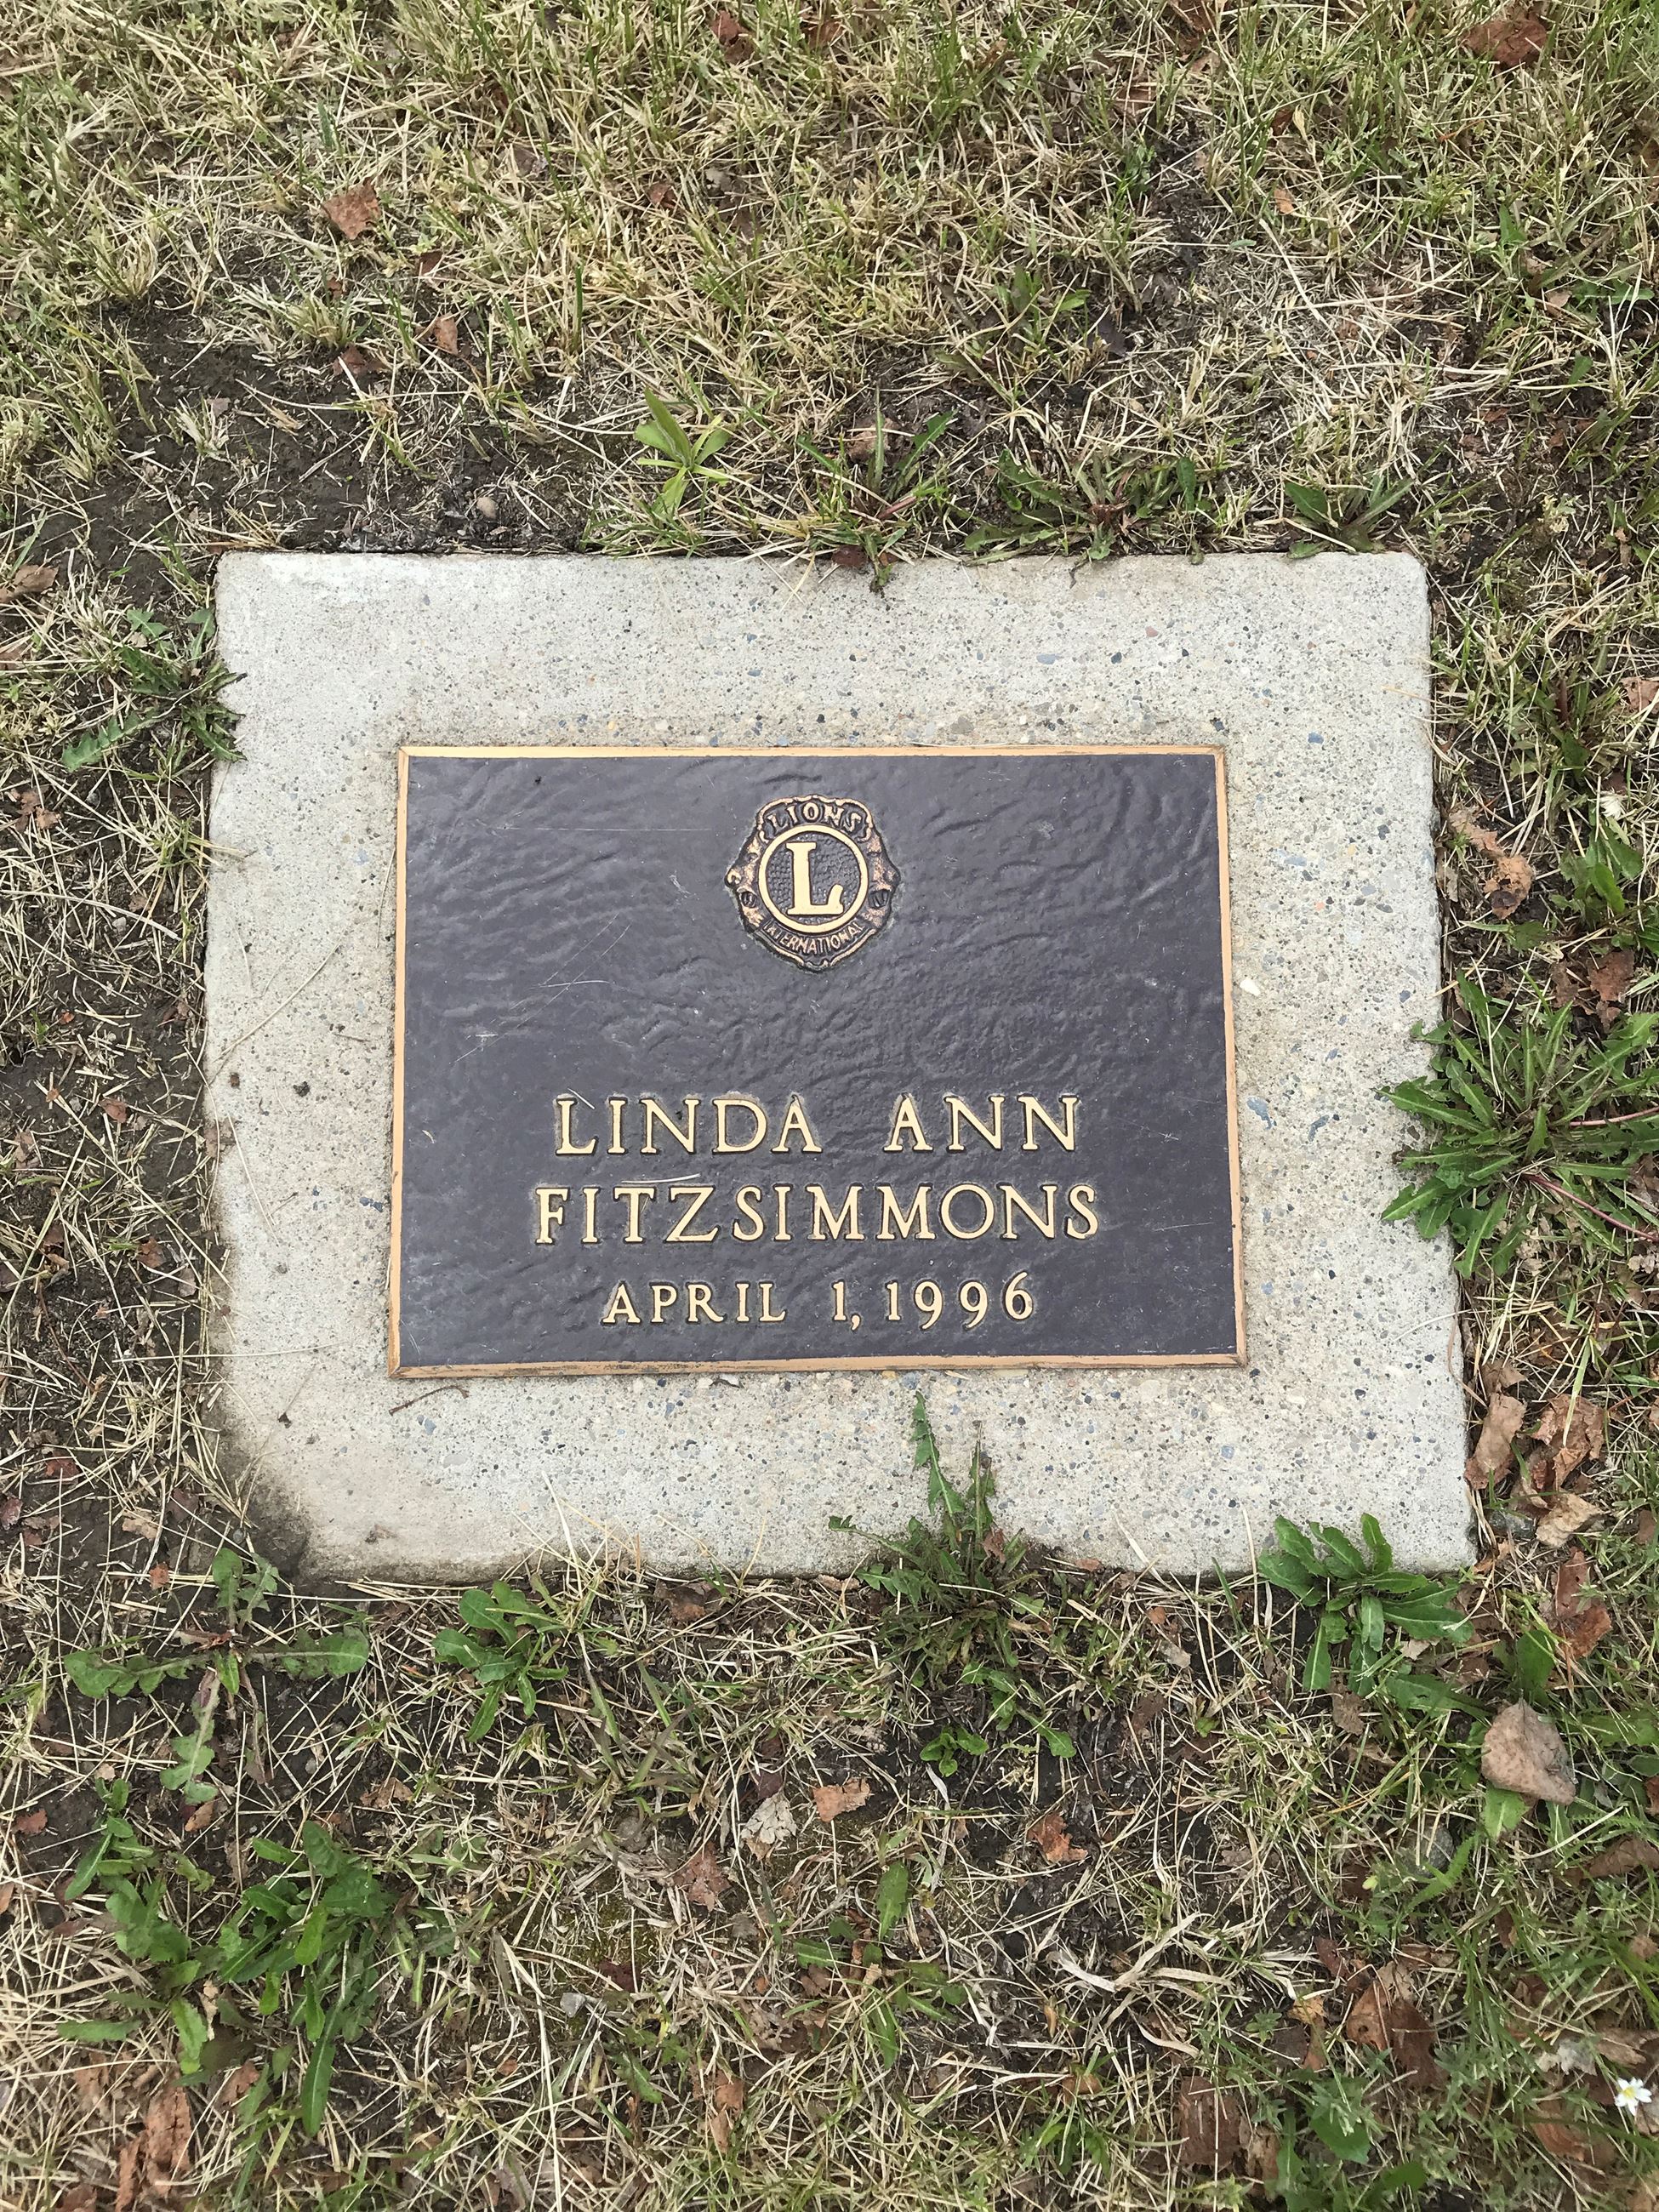 LIONS
L
INTERNATIONAL
LINDA ANN
FITZSIMMONS
APRIL 1, 1996